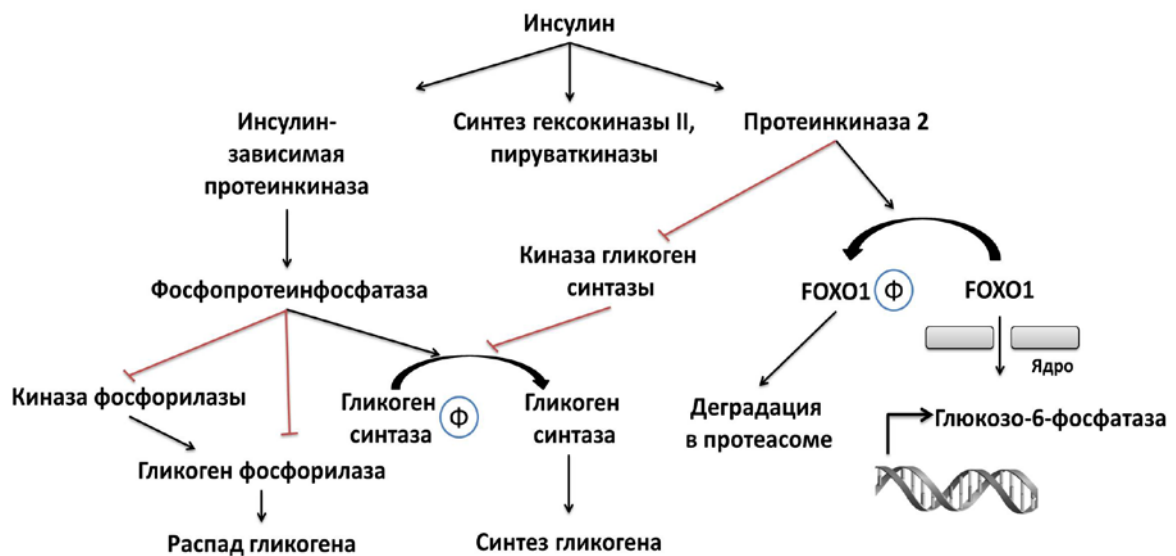 Инсулин
Инсулин-
зависимая
протеинкиназа
Синтез гексокиназы II,
пируваткиназы
Протеинкиназа 2
Фосфопротеинфосфатаза
Киназа гликоген
синтазы
FOXO1 Ф
FOXO1
Ядро
Киназа фосфорилазы
Гликоген
синтаза Ф
Гликоген
синтаза
Деградация
в протеасоме
Глюкозо-6-фосфатаза
Гликоген фосфорилаза
Распад гликогена
Синтез гликогена